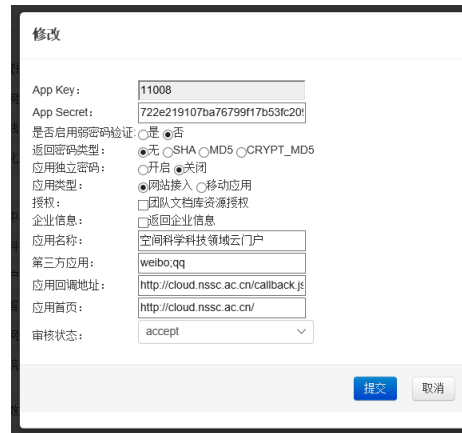 修改
App Key: 11008
App Secret: 722e219107ba76799f17b53fc20
是否启用弱密码验证: 是 否
返回密码类型: 无 SHA MD5 CRYPT_MD5
应用独立密码: 开启 关闭
应用类型: 网站接入 移动应用
授权: 团队文档库资源授权
企业信息: 返回企业信息
应用名称: 空间科学科技领域云门户
第三方应用: weibo;qq
应用回调地址: http://cloud.nssc.ac.cn/callback.js
应用首页: http://cloud.nssc.ac.cn/
审核状态: accept
提交 取消